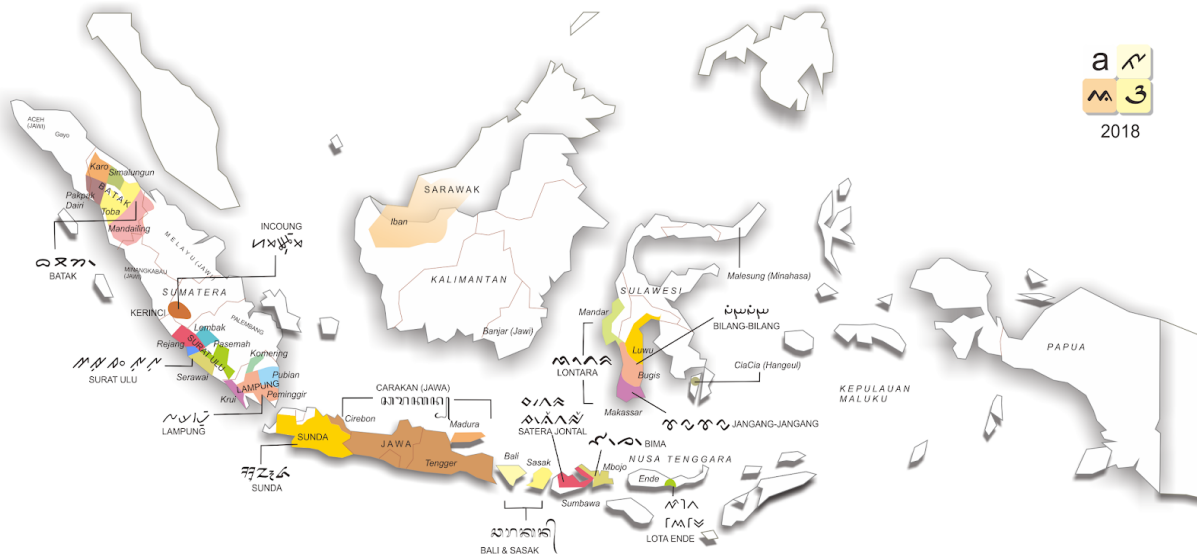 ACEH
(JAWI)
Gayo
Karo
Simalungun
BATAK
Pakpak
Dairi
Toba
Mandailing
BATAK
MELAYU (JAWI)
MINANGKABAU
(JAWI)
SUMATERA
INCOUNG
KERINCI
PALEMBANG
Lembak
Rejang
SURAT ULU
Pasemah
Serawai
SURAT ULU
Komering
Pubian
LAMPUNG
Peminggir
Krui
LAMPUNG
SUNDA
SUNDA
CARAKAN (JAWA)
Cirebon
JAWA
Madura
Tengger
Bali
Sasak
BALI & SASAK
SATERA JONTAL
Sumbawa
BIMA
Mbojo
NUSA TENGGARA
Ende
LOTA ENDE
SARAWAK
Iban
KALIMANTAN
Banjar (Jawi)
SULAWESI
Malesung (Minahasa)
Mandar
BILANG-BILANG
Luwu
LONTARA
Bugis
CiaCia (Hangeul)
Makassar
JANGANG-JANGANG
KEPULAUAN
MALUKU
PAPUA
a
2018